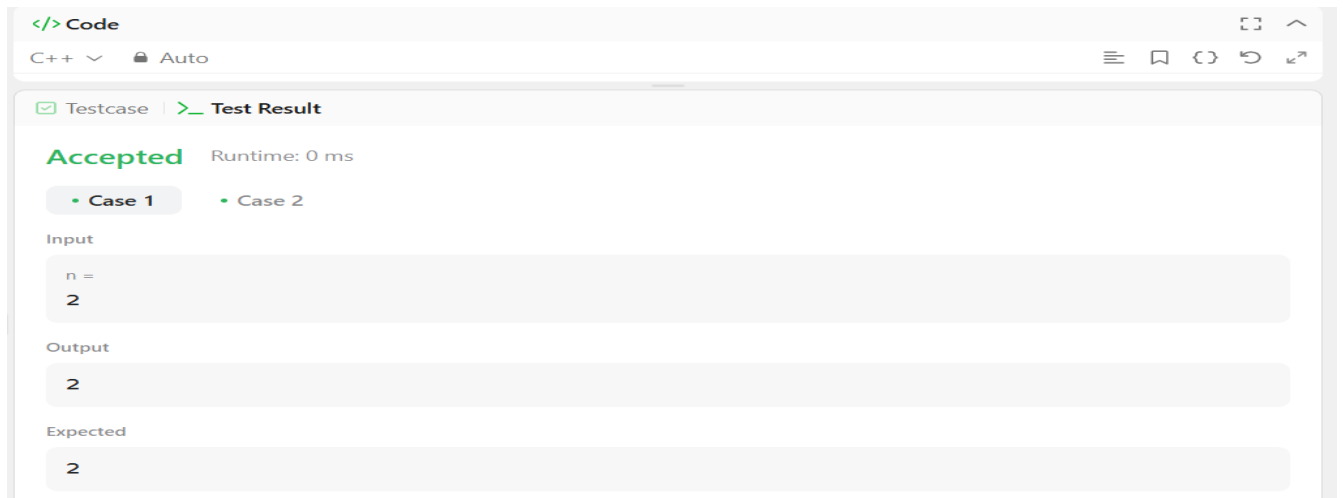 </> Code
C++ Auto
Testcase >_ Test Result
Accepted Runtime: 0 ms
• Case 1 • Case 2
Input
n =
2
Output
2
Expected
2